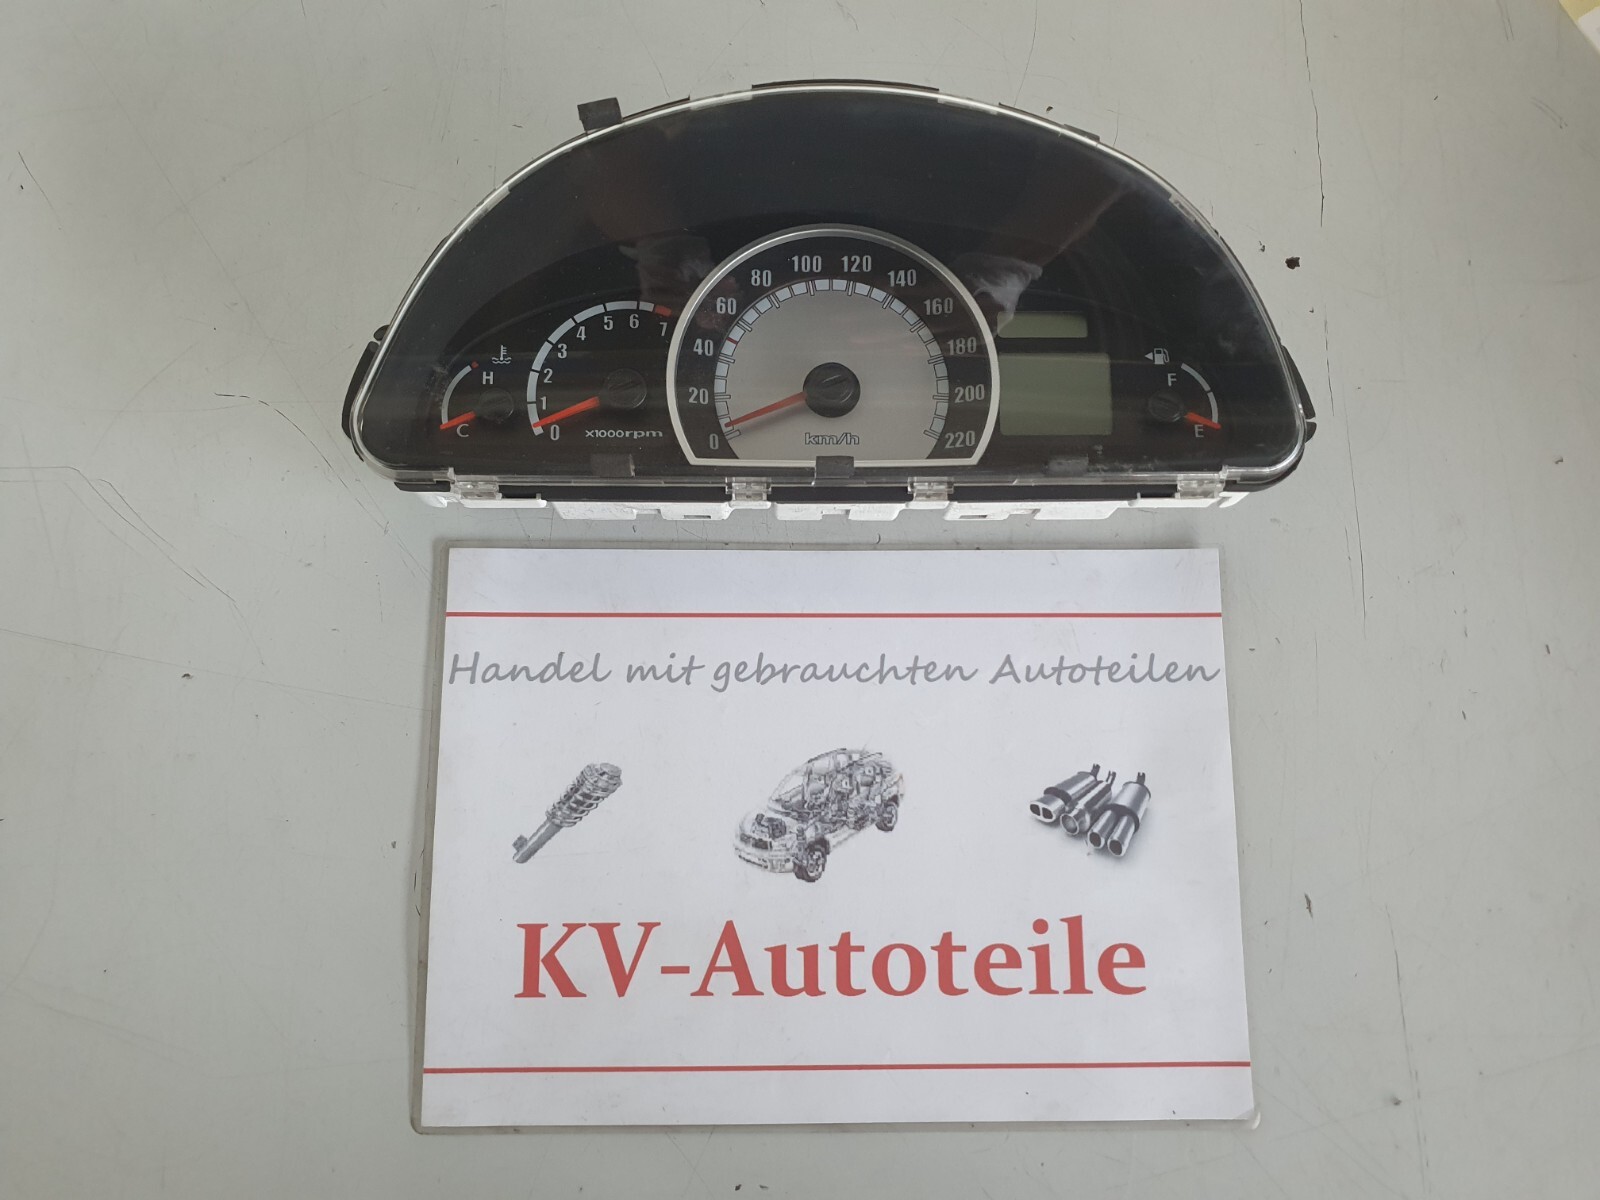 80 100 120 140
60 160
40 180
20 200
0 220
km/h
0 1 2 3 4 5 6 7
x1000rpm
H
C
F
E
Handel mit gebrauchten Autoteilen
KV-Autoteile